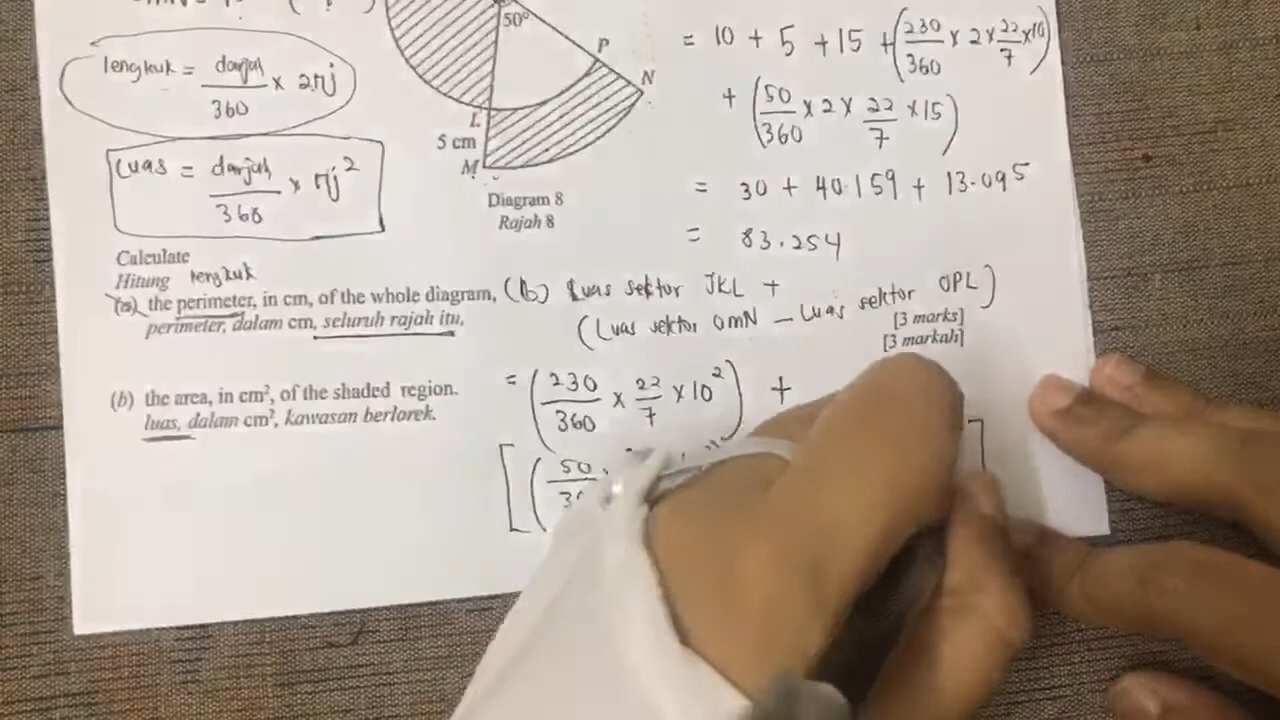 lengkuk = darjah/360 × 2πj
Luas = darjah/360 × πj²
50°
P
N
L
5 cm
M
Diagram 8
Rajah 8
= 10 + 5 + 15 + (230/360 × 2 × 22/7 × 10)
+ (50/360 × 2 × 22/7 × 15)
= 30 + 40.159 + 13.095
= 83.254
Calculate
Hitung
lengkuk
(a) the perimeter, in cm, of the whole diagram,
perimeter, dalam cm, seluruh rajah itu,
(b) Luas sektor JKL +
(Luas sektor OMN – Luas sektor OPL)
[3 marks]
[3 markah]
(b) the area, in cm², of the shaded region.
luas, dalam cm², kawasan berlorek.
= (230/360 × 22/7 × 10²) +
[(50/36
]